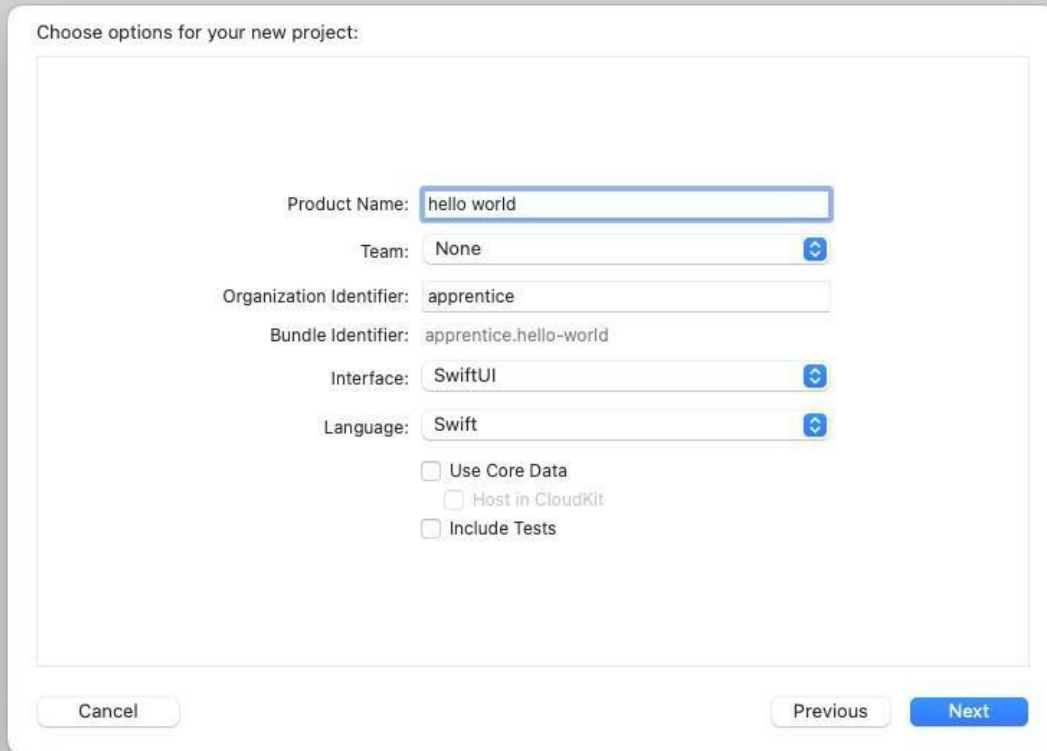 Choose options for your new project:
Product Name: hello world
Team: None
Organization Identifier: apprentice
Bundle Identifier: apprentice.hello-world
Interface: SwiftUI
Language: Swift
Use Core Data
Host in CloudKit
Include Tests
Cancel Previous Next